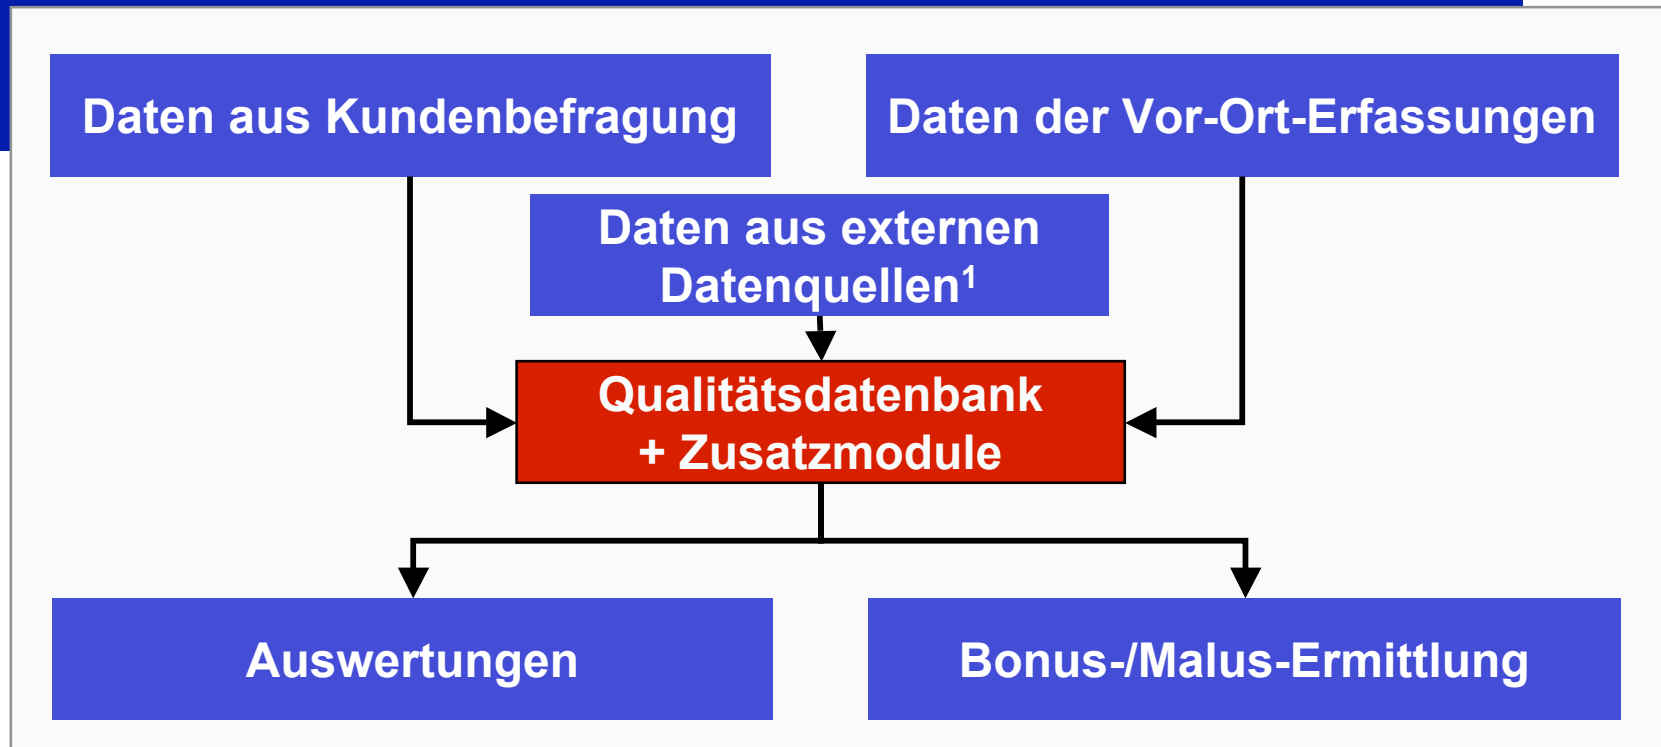 Daten aus Kundenbefragung
Daten der Vor-Ort-Erfassungen
Daten aus externen
Datenquellen¹
Qualitätsdatenbank
+ Zusatzmodule
Auswertungen
Bonus-/Malus-Ermittlung